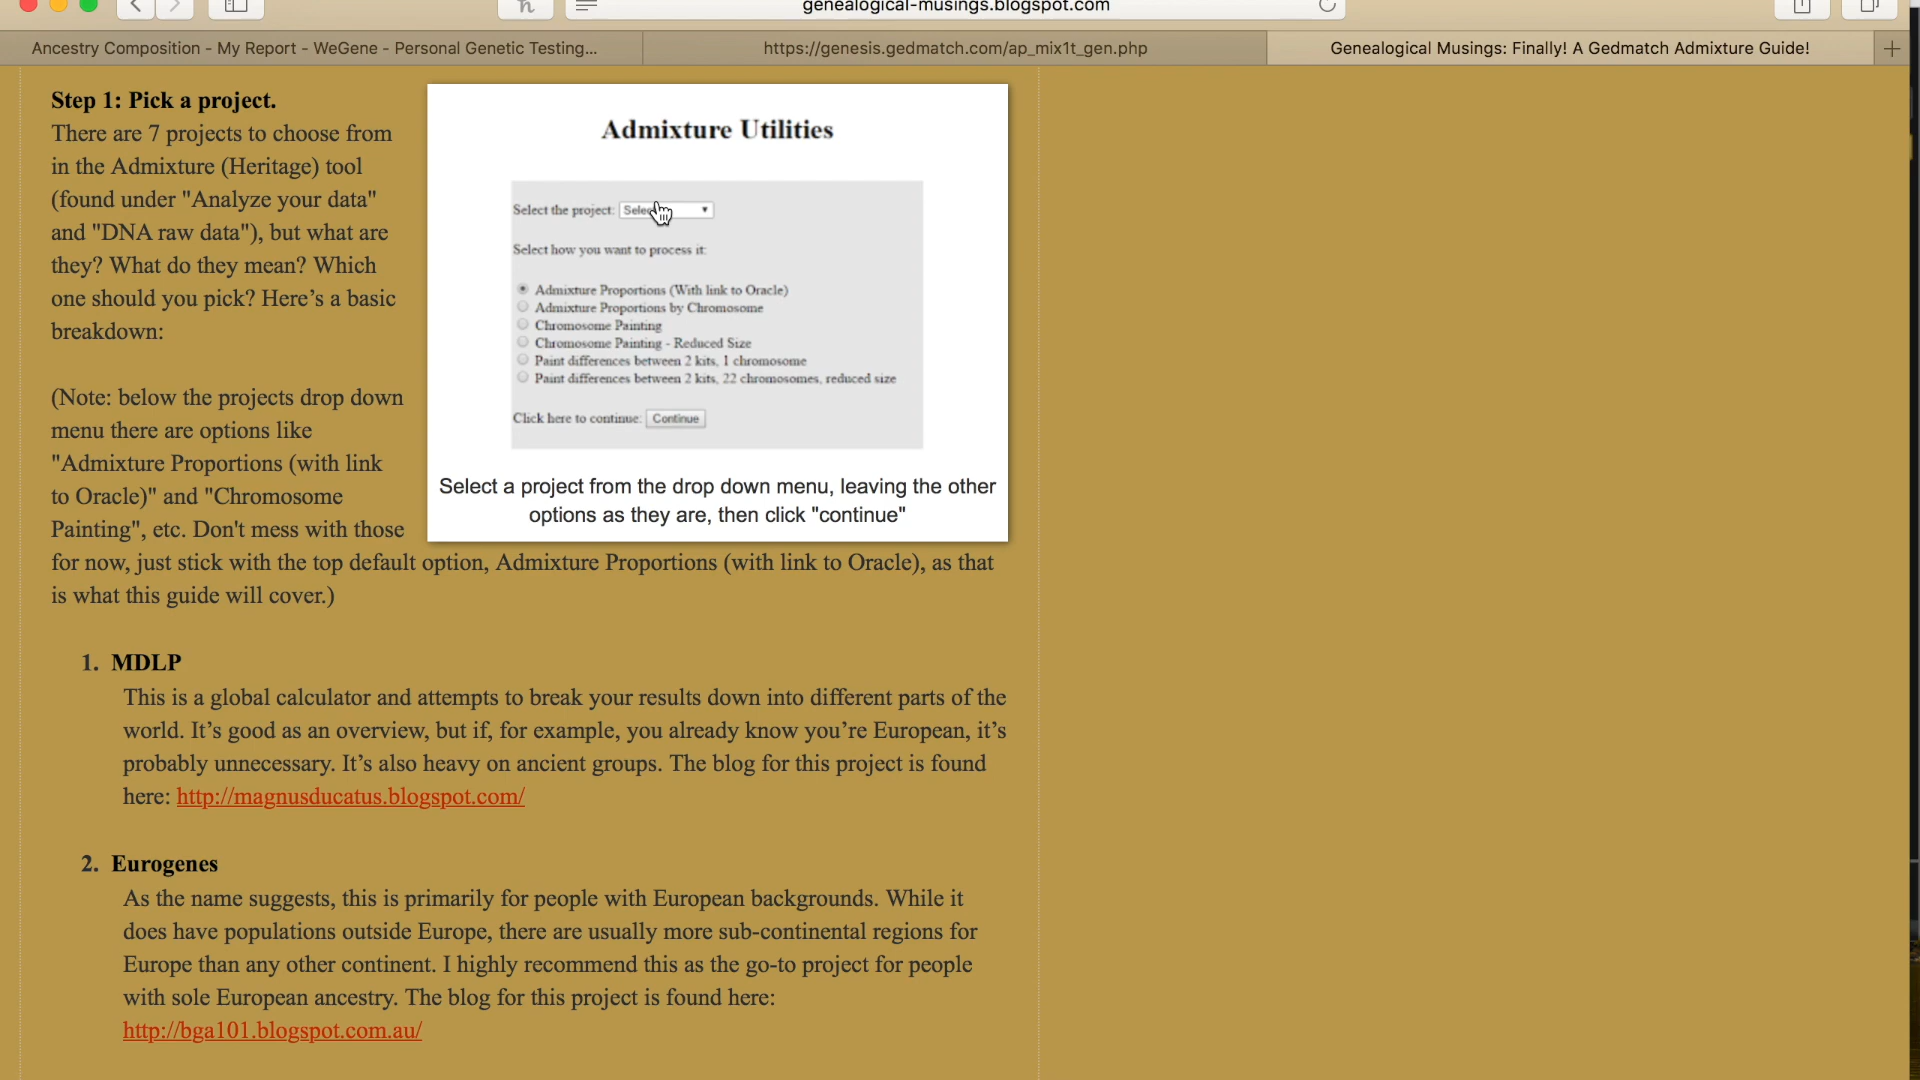 genealogical-musings.blogspot.com
Ancestry Composition - My Report - WeGene - Personal Genetic Testing...
https://genesis.gedmatch.com/ap_mix1t_gen.php
Genealogical Musings: Finally! A Gedmatch Admixture Guide!
Step 1: Pick a project.
There are 7 projects to choose from
in the Admixture (Heritage) tool
(found under "Analyze your data"
and "DNA raw data"), but what are
they? What do they mean? Which
one should you pick? Here’s a basic
breakdown:
(Note: below the projects drop down
menu there are options like
"Admixture Proportions (with link
to Oracle)" and "Chromosome
Painting", etc. Don't mess with those
for now, just stick with the top default option, Admixture Proportions (with link to Oracle), as that
is what this guide will cover.)
Admixture Utilities
Select the project:
Select how you want to process it:
Admixture Proportions (With link to Oracle)
Admixture Proportions by Chromosome
Chromosome Painting
Chromosome Painting - Reduced Size
Paint differences between 2 kits, 1 chromosome
Paint differences between 2 kits, 22 chromosomes, reduced size
Click here to continue: Continue
Select a project from the drop down menu, leaving the other
options as they are, then click "continue"
1. MDLP
This is a global calculator and attempts to break your results down into different parts of the
world. It’s good as an overview, but if, for example, you already know you’re European, it’s
probably unnecessary. It’s also heavy on ancient groups. The blog for this project is found
here: http://magnusducatus.blogspot.com/
2. Eurogenes
As the name suggests, this is primarily for people with European backgrounds. While it
does have populations outside Europe, there are usually more sub-continental regions for
Europe than any other continent. I highly recommend this as the go-to project for people
with sole European ancestry. The blog for this project is found here:
http://bga101.blogspot.com.au/